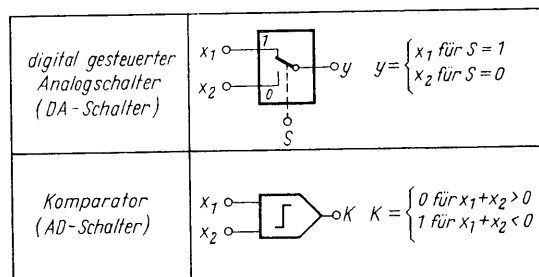 digital gesteuerter
Analogschalter
(DA-Schalter)
x₁
x₂
1
0
y
S
y = { x₁ für S = 1
x₂ für S = 0
Komparator
(AD-Schalter)
x₁
x₂
K
K = { 0 für x₁+x₂>0
1 für x₁+x₂<0